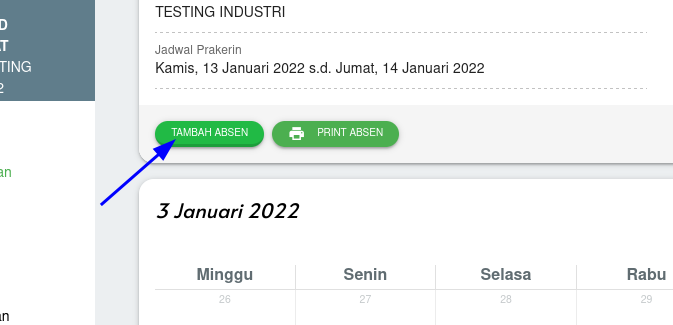 D
AT
TING
2
an
an
TESTING INDUSTRI
Jadwal Prakerin
Kamis, 13 Januari 2022 s.d. Jumat, 14 Januari 2022
TAMBAH ABSEN PRINT ABSEN
3 Januari 2022
Minggu Senin Selasa Rabu
26 27 28 29